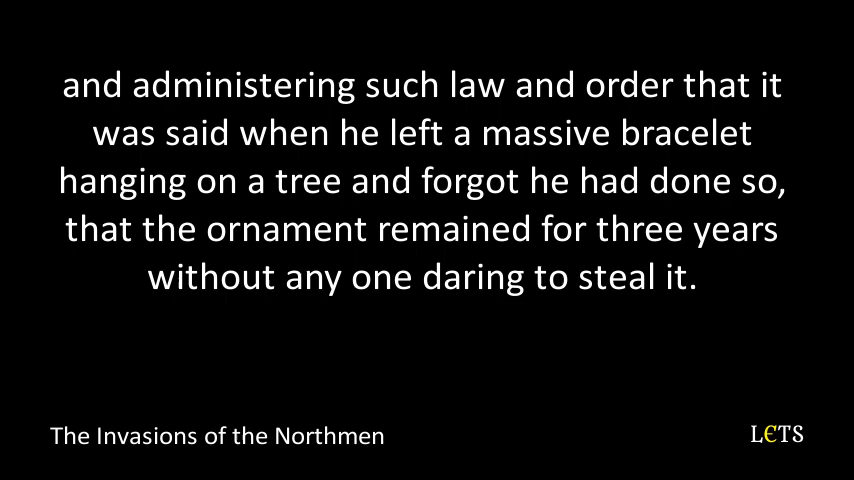 and administering such law and order that it
was said when he left a massive bracelet
hanging on a tree and forgot he had done so,
that the ornament remained for three years
without any one daring to steal it.
The Invasions of the Northmen
LЄTS